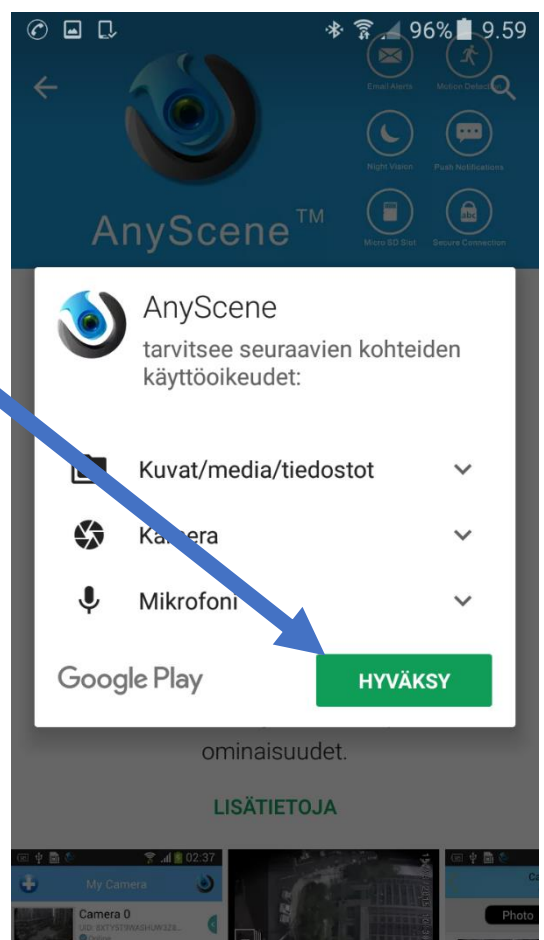 96% 9.59
Email Alerts
Motion Detection
Night Vision
Push Notifications
AnyScene™
Micro SD Slot
Secure Connection
AnyScene
tarvitsee seuraavien kohteiden
käyttöoikeudet:
Kuvat/media/tiedostot
Kamera
Mikrofoni
Google Play
HYVÄKSY
ominaisuudet.
LISÄTIETOJA
02:37
My Camera
Camera 0
Online
Photo